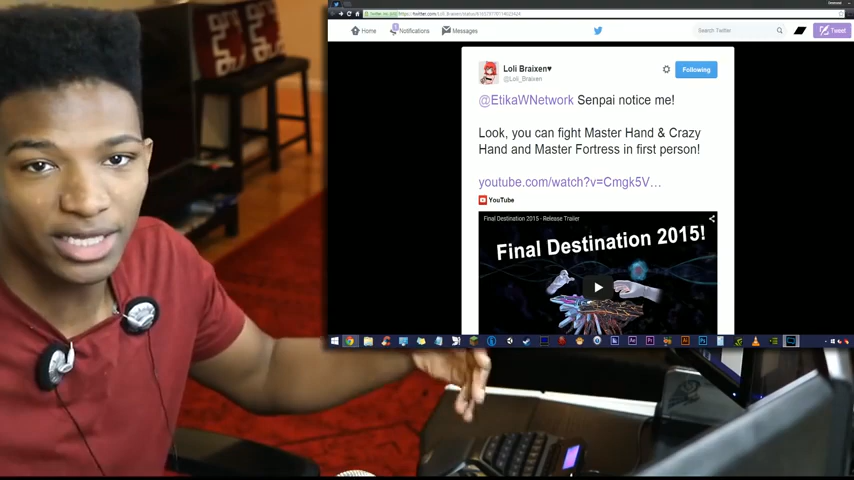 Home
Notifications
Messages
Search Twitter
Tweet
Loli Braixen♥
@Loli_Braixen
Following
@EtikaWNetwork Senpai notice me!
Look, you can fight Master Hand & Crazy
Hand and Master Fortress in first person!
youtube.com/watch?v=Cmgk5V…
YouTube
Final Destination 2015 - Release Trailer
Final Destination 2015!